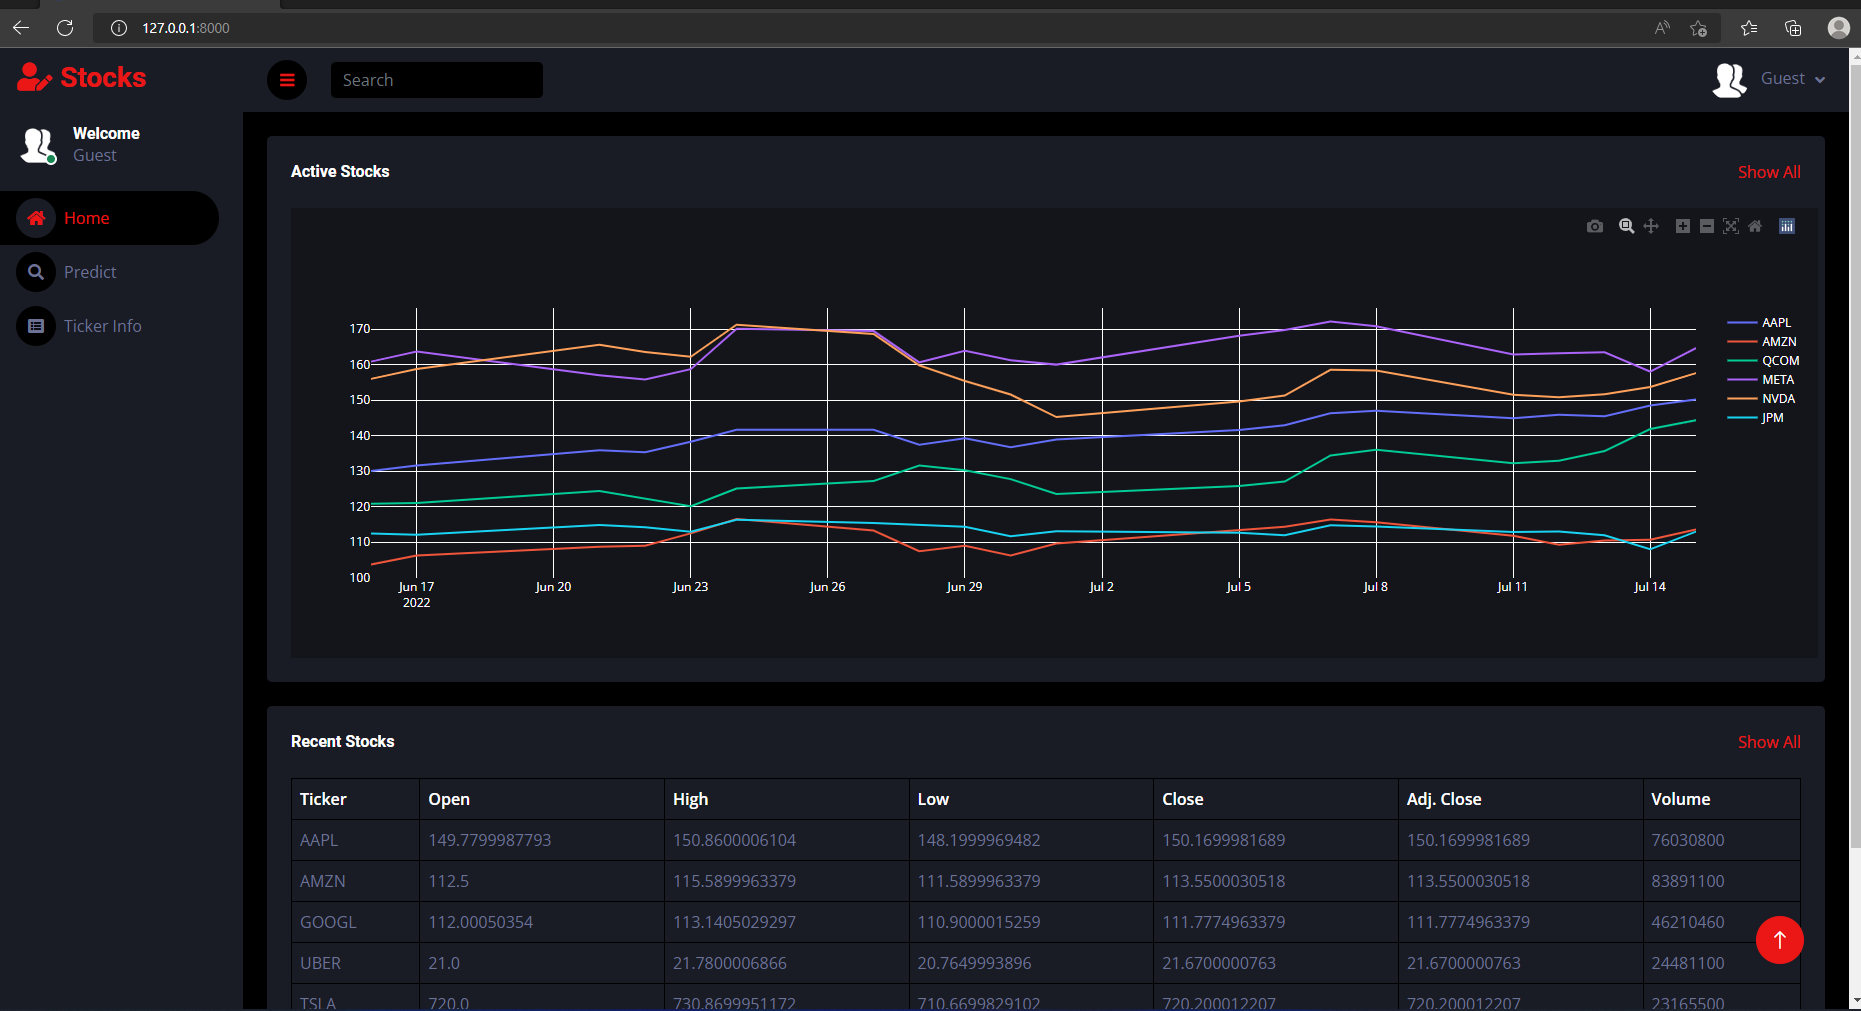 127.0.0.1:8000
Stocks
Search
Guest
Welcome
Guest
Home
Predict
Ticker Info
Active Stocks
Show All
170
160
150
140
130
120
110
100
Jun 17
2022
Jun 20
Jun 23
Jun 26
Jun 29
Jul 2
Jul 5
Jul 8
Jul 11
Jul 14
AAPL
AMZN
QCOM
META
NVDA
JPM
Recent Stocks
Show All
Ticker Open High Low Close Adj. Close Volume
AAPL 149.7799987793 150.8600006104 148.1999969482 150.1699981689 150.1699981689 76030800
AMZN 112.5 115.5899963379 111.5899963379 113.5500030518 113.5500030518 83891100
GOOGL 112.00050354 113.1405029297 110.9000015259 111.7774963379 111.7774963379 46210460
UBER 21.0 21.7800006866 20.7649993896 21.6700000763 21.6700000763 24481100
TSLA 720.0 730.8699951172 710.6699829102 720.200012207 720.200012207 23165500